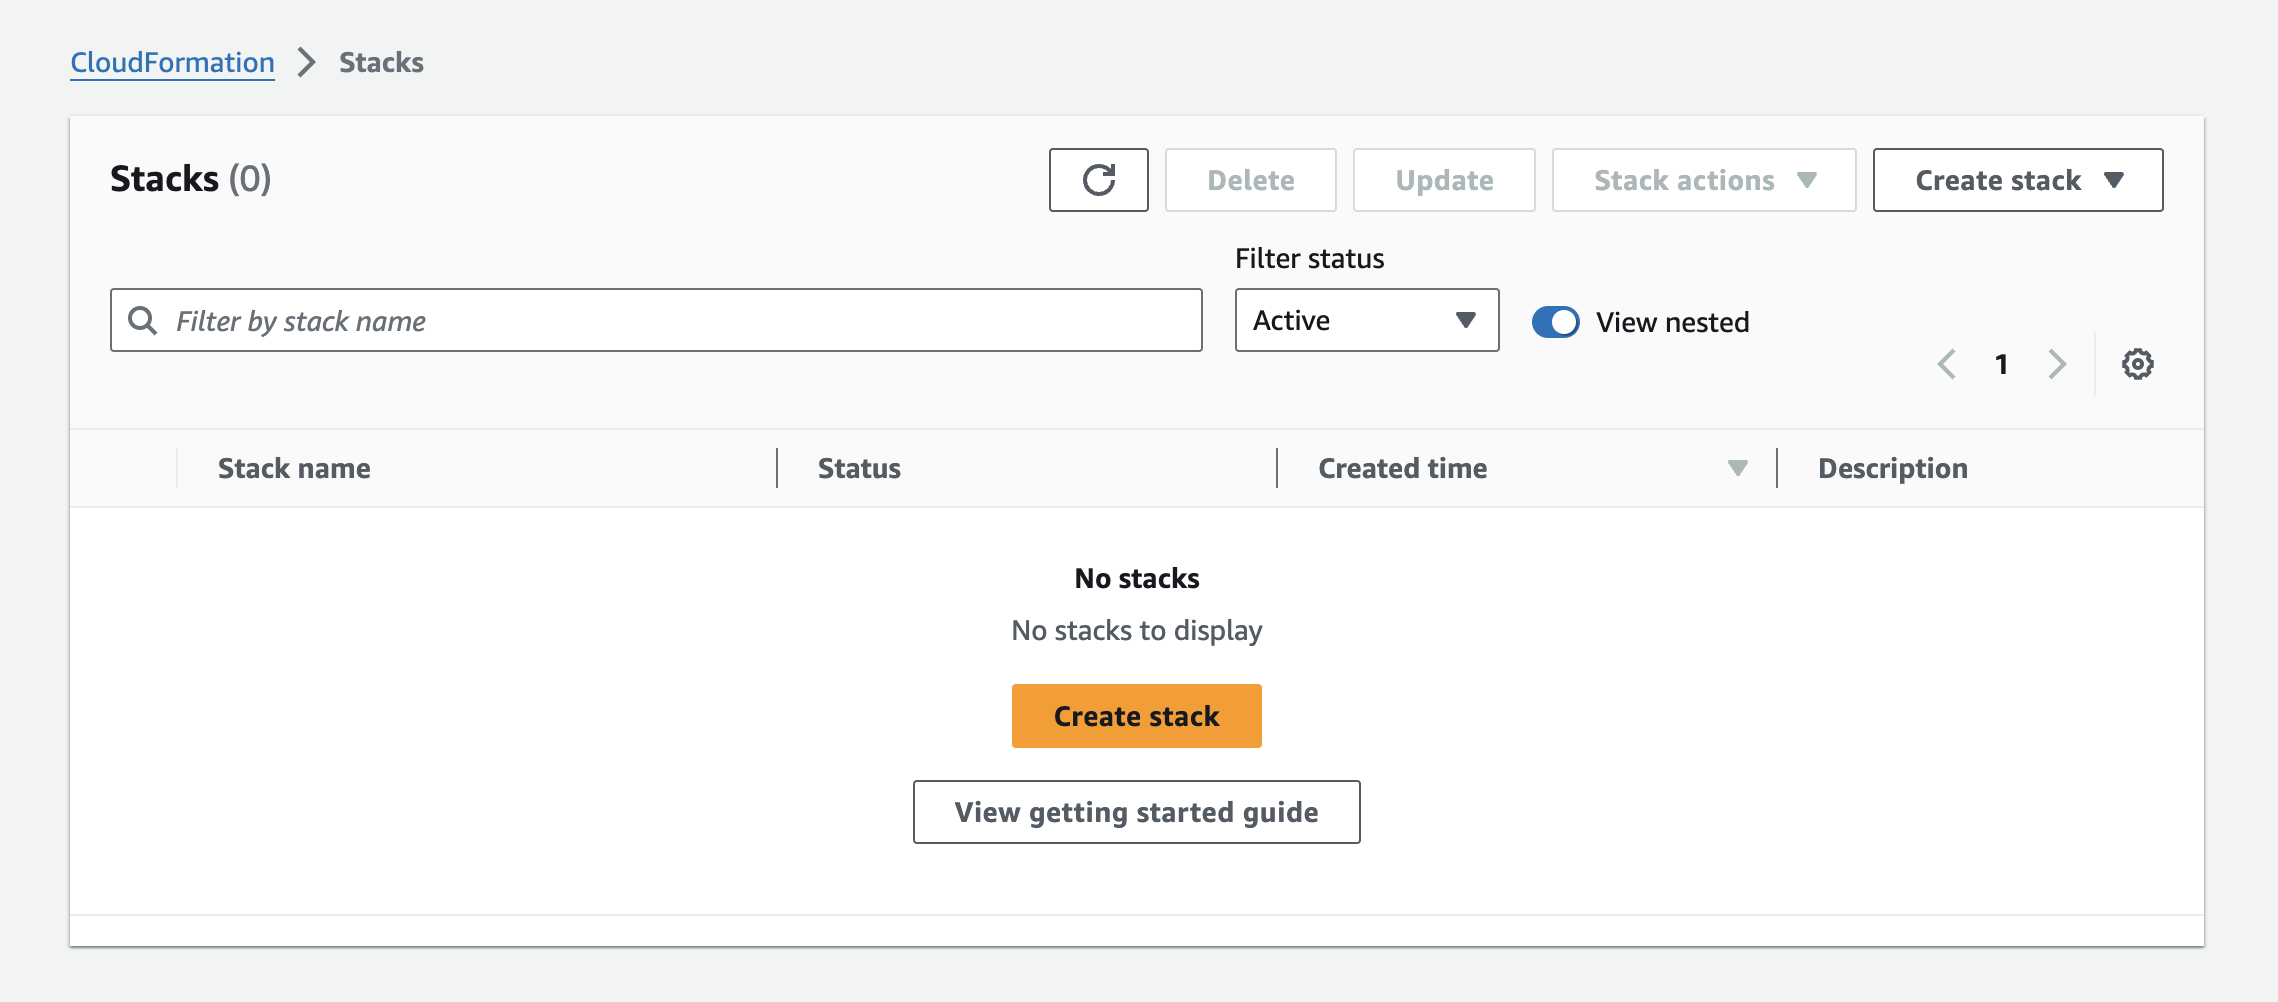 CloudFormation
Stacks
Stacks (0)
Delete
Update
Stack actions
Create stack
Filter by stack name
Filter status
Active
View nested
1
Stack name
Status
Created time
Description
No stacks
No stacks to display
Create stack
View getting started guide